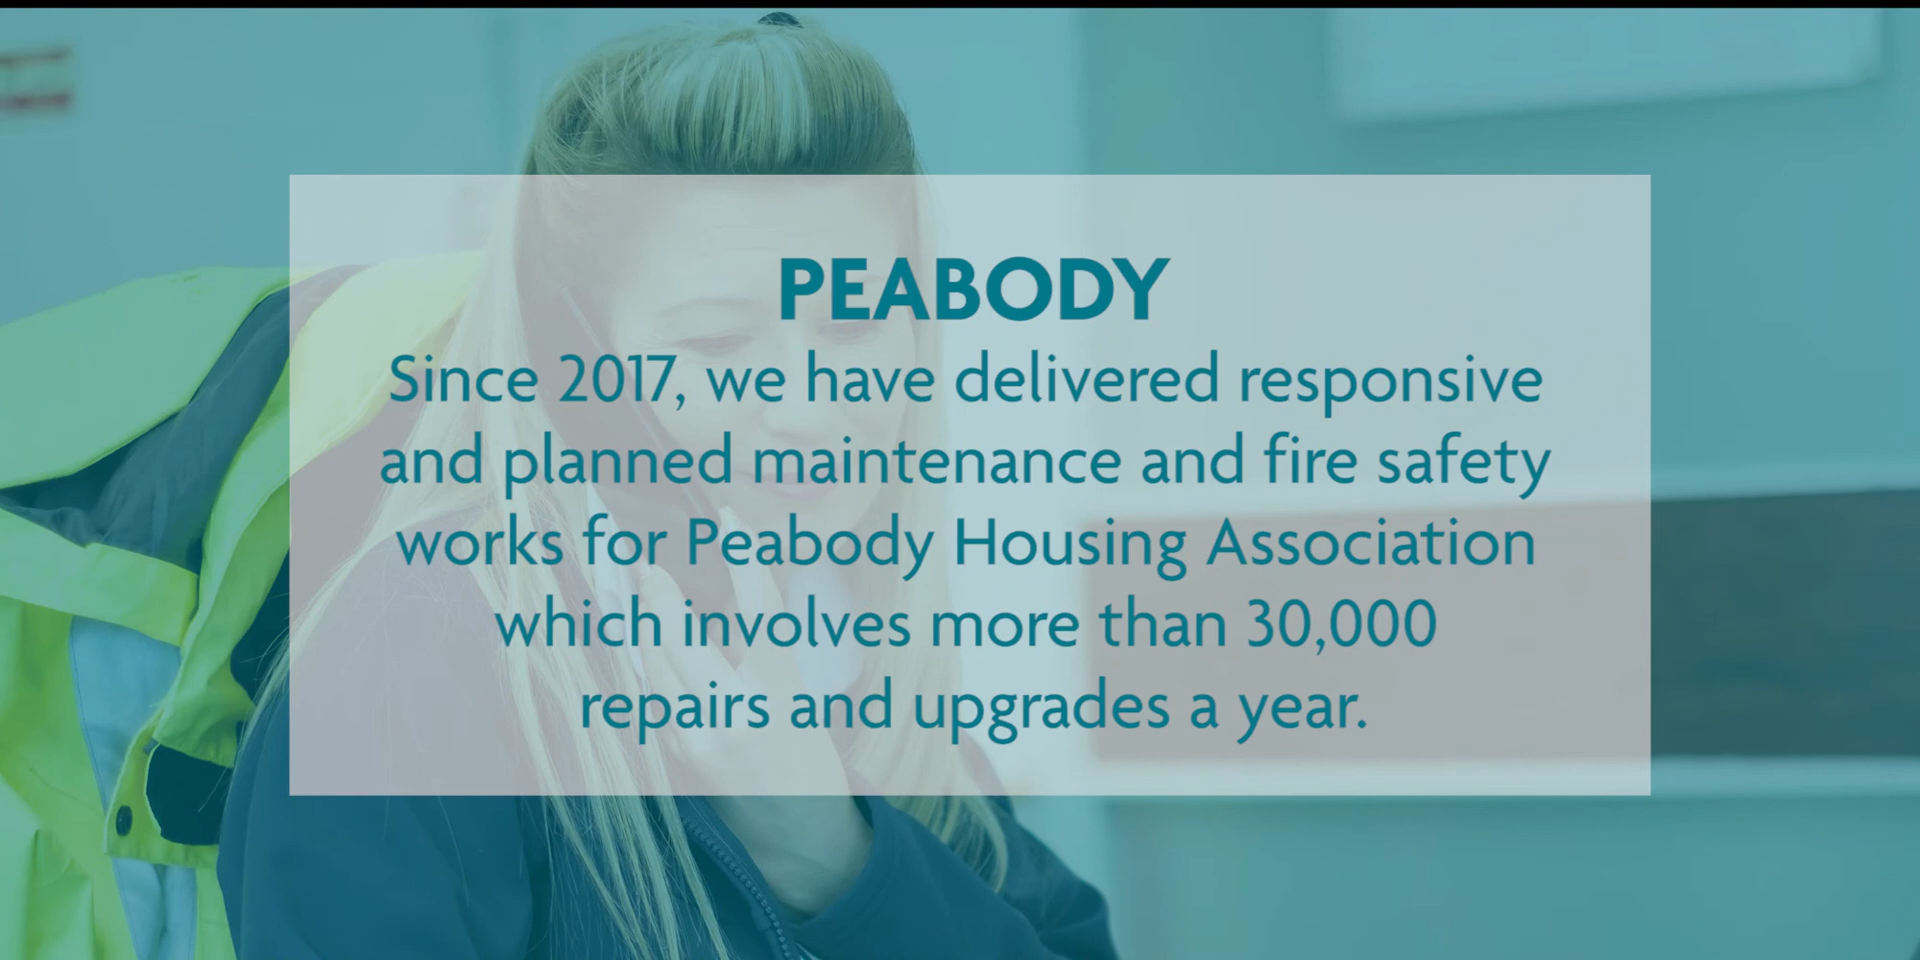 PEABODY
Since 2017, we have delivered responsive
and planned maintenance and fire safety
works for Peabody Housing Association
which involves more than 30,000
repairs and upgrades a year.